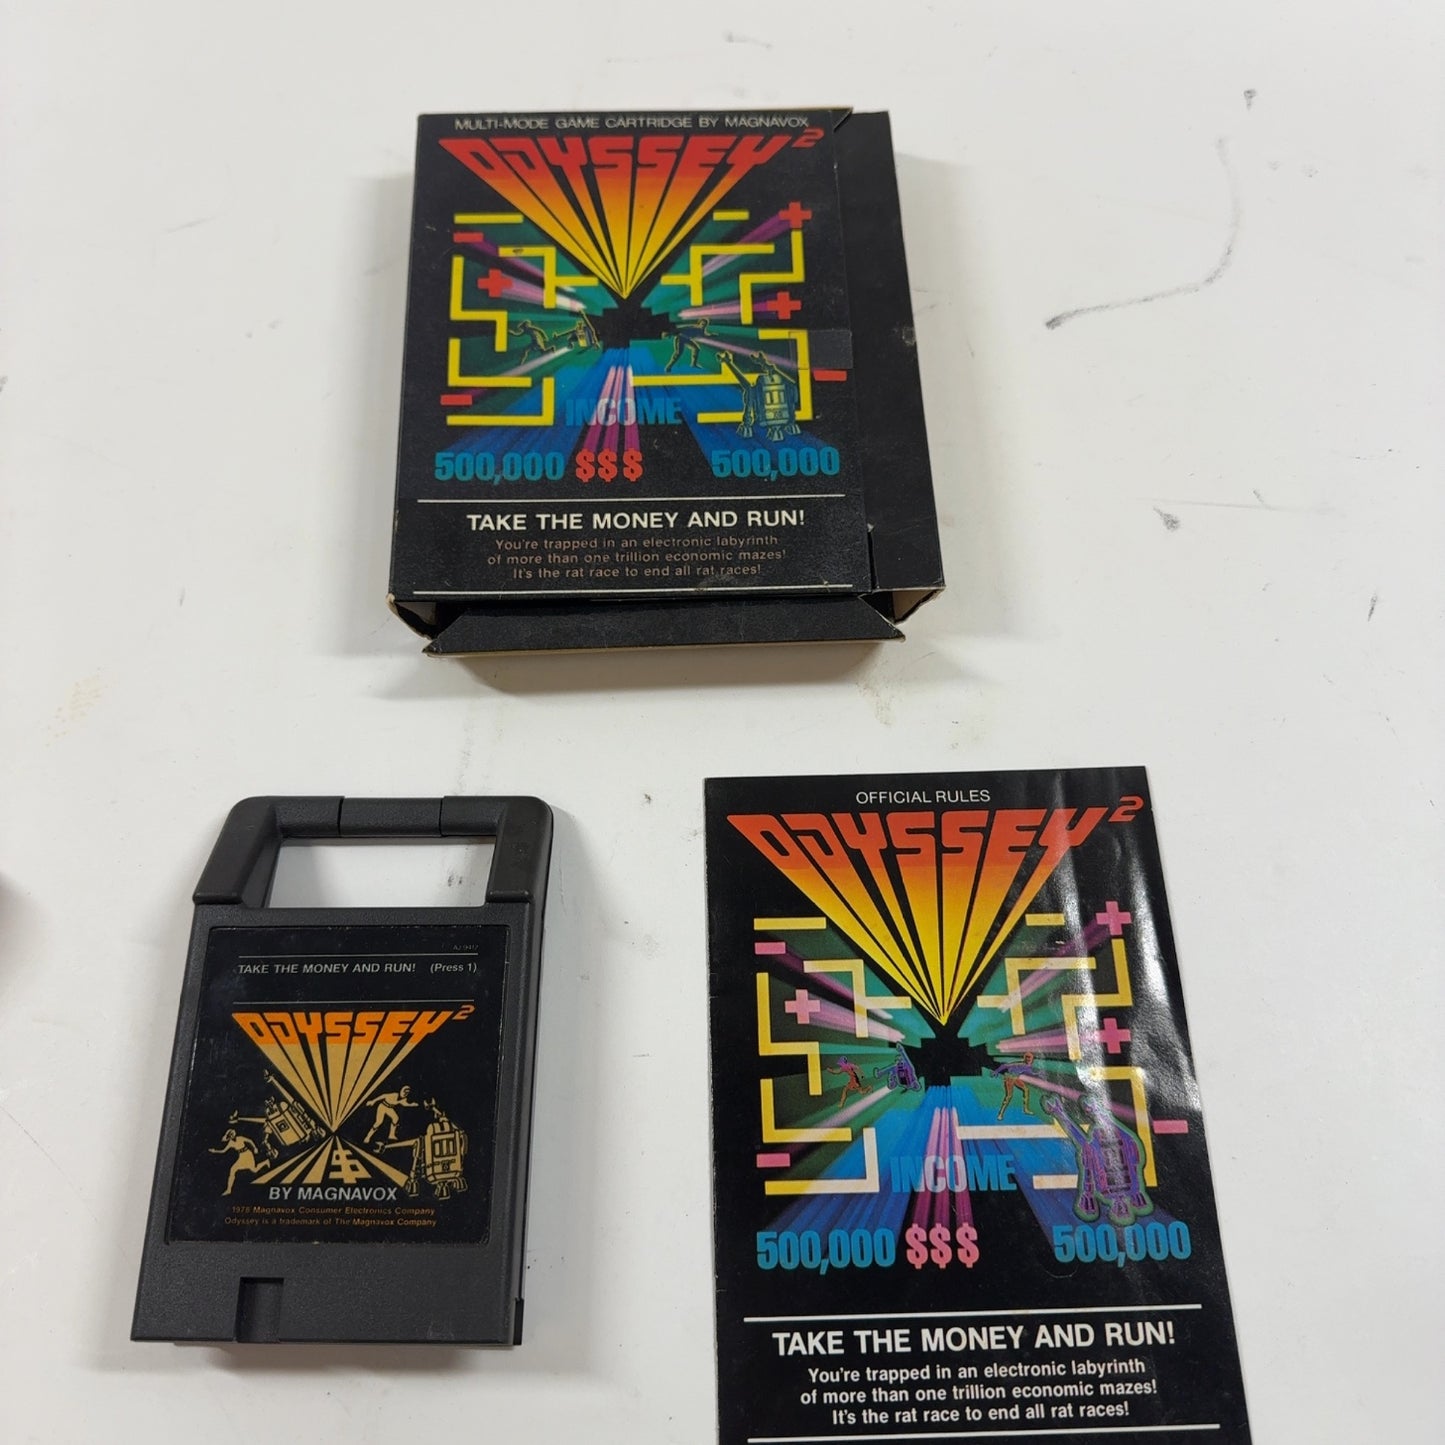 MULTI-MODE GAME CARTRIDGE BY MAGNAVOX
ODYSSEY²
INCOME
500,000 $$$ 500,000
TAKE THE MONEY AND RUN!
You're trapped in an electronic labyrinth
of more than one trillion economic mazes!
It's the rat race to end all rat races!
AJ9417
TAKE THE MONEY AND RUN! (Press 1)
ODYSSEY²
$
BY MAGNAVOX
©1978 Magnavox Consumer Electronics Company
Odyssey is a trademark of The Magnavox Company
OFFICIAL RULES
ODYSSEY²
INCOME
INCOME
500,000 $$$ 500,000
TAKE THE MONEY AND RUN!
You're trapped in an electronic labyrinth
of more than one trillion economic mazes!
It's the rat race to end all rat races!